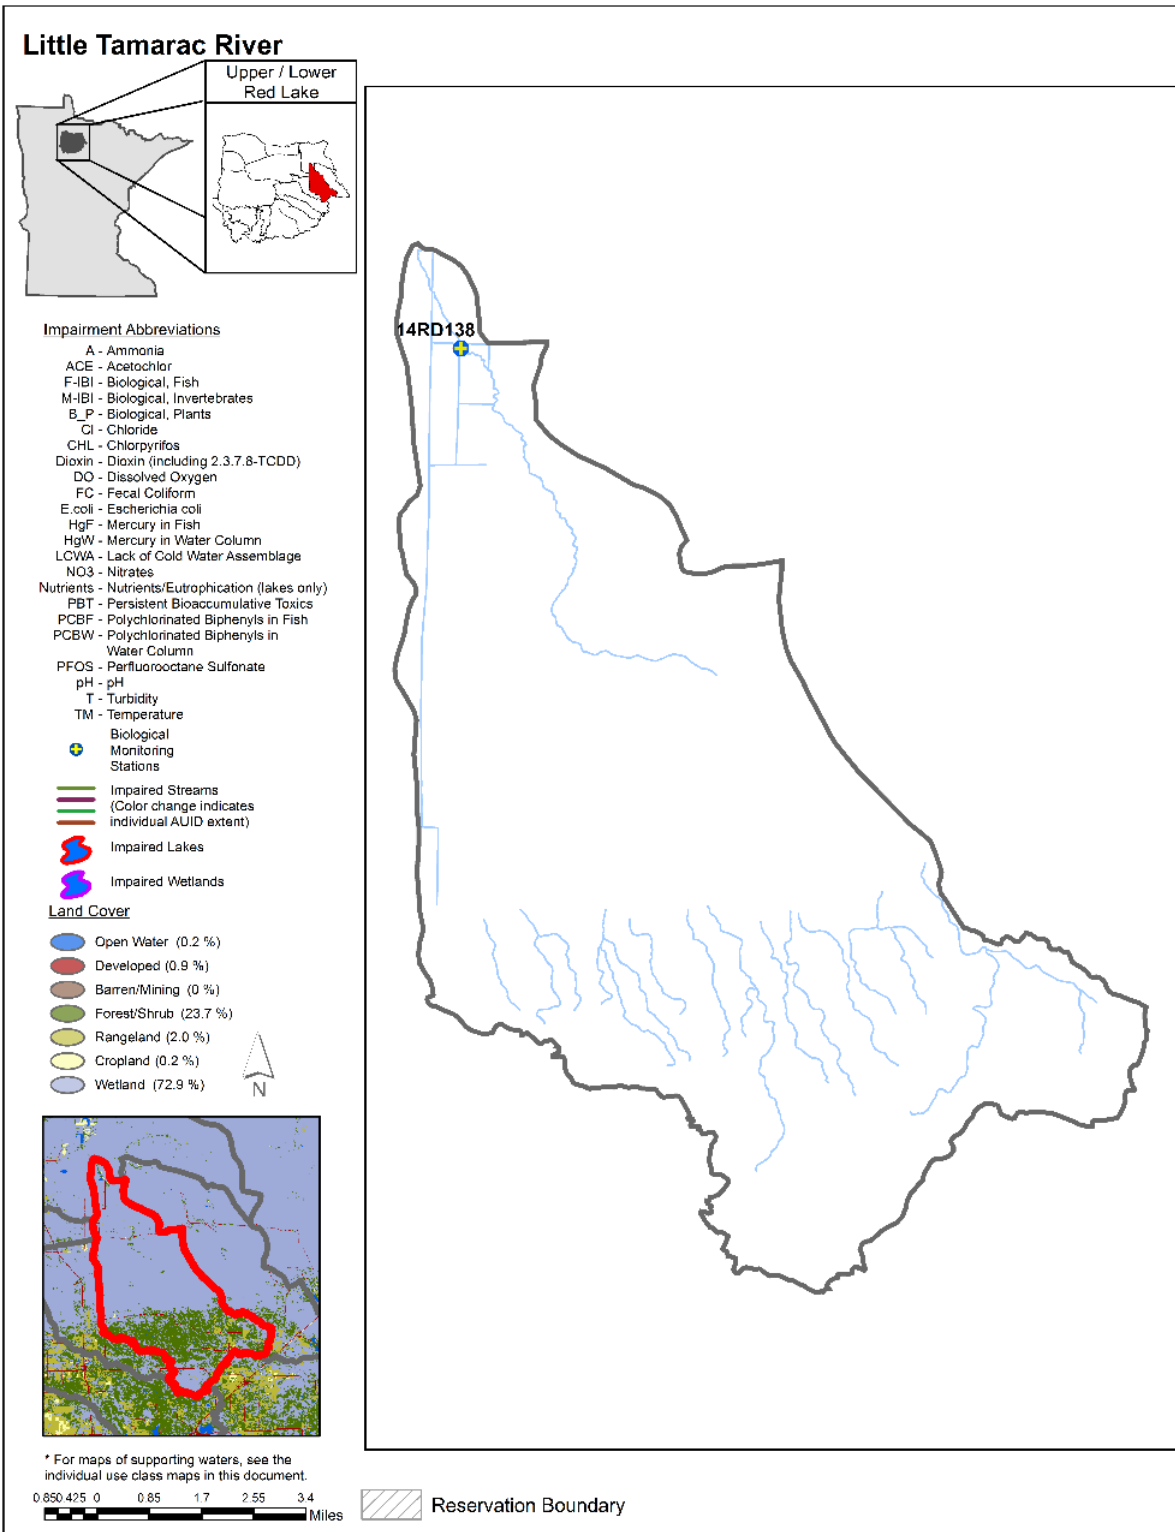 Little Tamarac River
Upper / Lower
Red Lake
Impairment Abbreviations
A - Ammonia
ACE - Acetochlor
F-IBI - Biological, Fish
M-IBI - Biological, Invertebrates
B_P - Biological, Plants
Cl - Chloride
CHL - Chlorpyrifos
Dioxin - Dioxin (including 2.3.7.8-TCDD)
DO - Dissolved Oxygen
FC - Fecal Coliform
E.coli - Escherichia coli
HgF - Mercury in Fish
HgW - Mercury in Water Column
LCWA - Lack of Cold Water Assemblage
NO3 - Nitrates
Nutrients - Nutrients/Eutrophication (lakes only)
PBT - Persistent Bioaccumulative Toxics
PCBF - Polychlorinated Biphenyls in Fish
PCBW - Polychlorinated Biphenyls in
Water Column
PFOS - Perfluorooctane Sulfonate
pH - pH
T - Turbidity
TM - Temperature
Biological
Monitoring
Stations
Impaired Streams
(Color change indicates
individual AUID extent)
Impaired Lakes
Impaired Wetlands
Land Cover
Open Water (0.2 %)
Developed (0.9 %)
Barren/Mining (0 %)
Forest/Shrub (23.7 %)
Rangeland (2.0 %)
Cropland (0.2 %)
Wetland (72.9 %)
N
14RD138
* For maps of supporting waters, see the
individual use class maps in this document.
0.85 0.425 0 0.85 1.7 2.55 3.4
Miles
Reservation Boundary